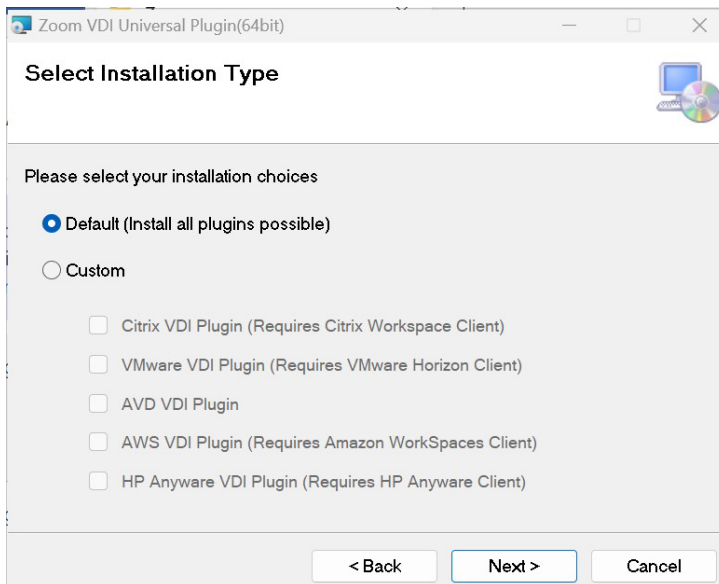 Zoom VDI Universal Plugin(64bit)
Select Installation Type
Please select your installation choices
Default (Install all plugins possible)
Custom
Citrix VDI Plugin (Requires Citrix Workspace Client)
VMware VDI Plugin (Requires VMware Horizon Client)
AVD VDI Plugin
AWS VDI Plugin (Requires Amazon WorkSpaces Client)
HP Anyware VDI Plugin (Requires HP Anyware Client)
< Back Next > Cancel